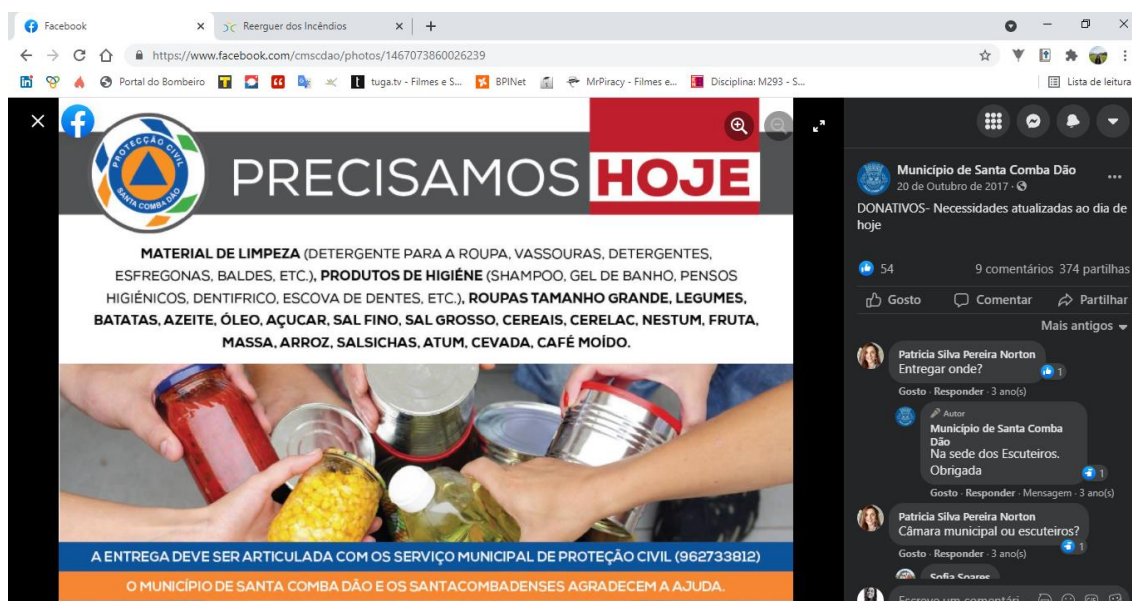 Facebook
Reerguer dos Incêndios
https://www.facebook.com/cmscdao/photos/1467073860026239
Portal do Bombeiro
tuga.tv - Filmes e S...
BPINet
MrPiracy - Filmes e...
Disciplina: M293 - S...
Lista de leitura
PROTECÇÃO CIVIL
SANTA COMBA DÃO
PRECISAMOS HOJE
MATERIAL DE LIMPEZA (DETERGENTE PARA A ROUPA, VASSOURAS, DETERGENTES,
ESFREGONAS, BALDES, ETC.), PRODUTOS DE HIGIÉNE (SHAMPOO, GEL DE BANHO, PENSOS
HIGIÉNICOS, DENTIFRICO, ESCOVA DE DENTES, ETC.), ROUPAS TAMANHO GRANDE, LEGUMES,
BATATAS, AZEITE, ÓLEO, AÇUCAR, SAL FINO, SAL GROSSO, CEREAIS, CERELAC, NESTUM, FRUTA,
MASSA, ARROZ, SALSICHAS, ATUM, CEVADA, CAFÉ MOÍDO.
A ENTREGA DEVE SER ARTICULADA COM OS SERVIÇO MUNICIPAL DE PROTEÇÃO CIVIL (962733812)
O MUNICÍPIO DE SANTA COMBA DÃO E OS SANTACOMBADENSES AGRADECEM A AJUDA.
Município de Santa Comba Dão
20 de Outubro de 2017 ·
DONATIVOS- Necessidades atualizadas ao dia de
hoje
54
9 comentários 374 partilhas
Gosto Comentar Partilhar
Mais antigos
Patricia Silva Pereira Norton
Entregar onde?
1
Gosto · Responder · 3 ano(s)
Autor
Município de Santa Comba
Dão
Na sede dos Escuteiros.
Obrigada
1
Gosto · Responder · Mensagem · 3 ano(s)
Patricia Silva Pereira Norton
Câmara municipal ou escuteiros?
1
Gosto · Responder · 3 ano(s)
Sofia Soares
Escreve um comentári